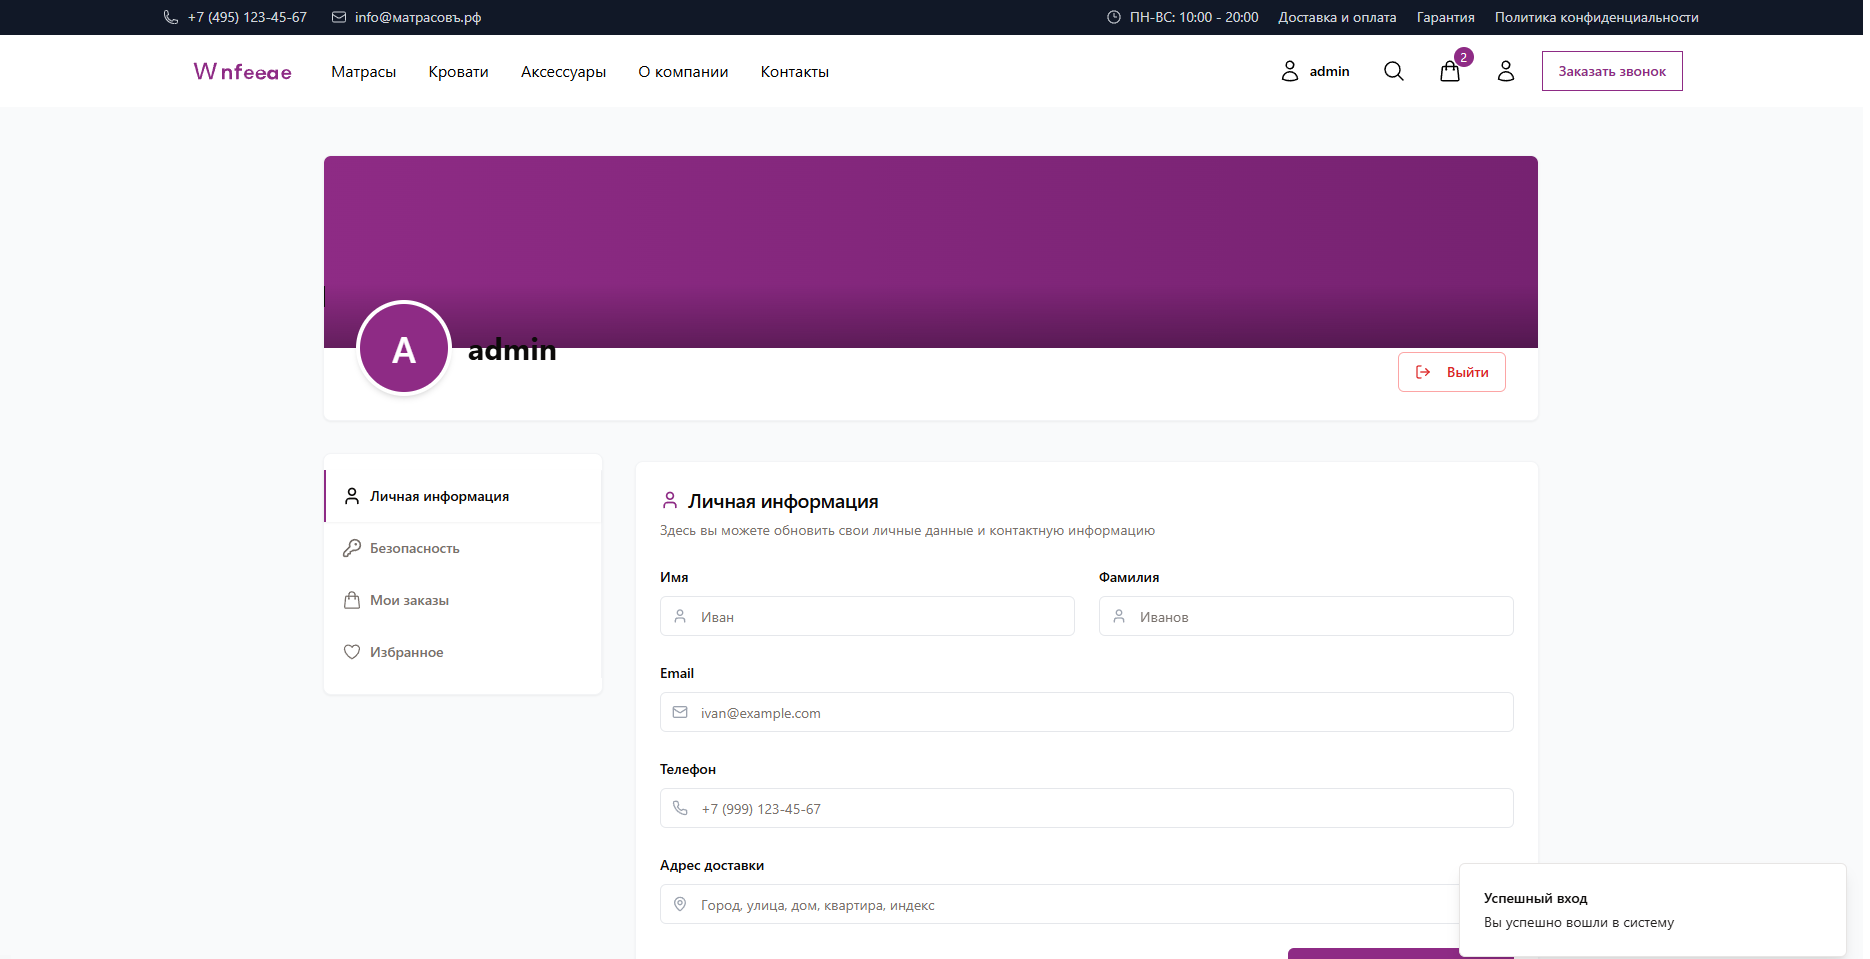 +7 (495) 123-45-67 info@матрасовъ.рф ПН-ВС: 10:00 - 20:00 Доставка и оплата Гарантия Политика конфиденциальности
Wnfeeae Матрасы Кровати Аксессуары О компании Контакты admin 2 Заказать звонок
A admin
Выйти
Личная информация
Безопасность
Мои заказы
Избранное
Личная информация
Здесь вы можете обновить свои личные данные и контактную информацию
Имя Фамилия
Иван Иванов
Email
ivan@example.com
Телефон
+7 (999) 123-45-67
Адрес доставки
Город, улица, дом, квартира, индекс
Успешный вход
Вы успешно вошли в систему